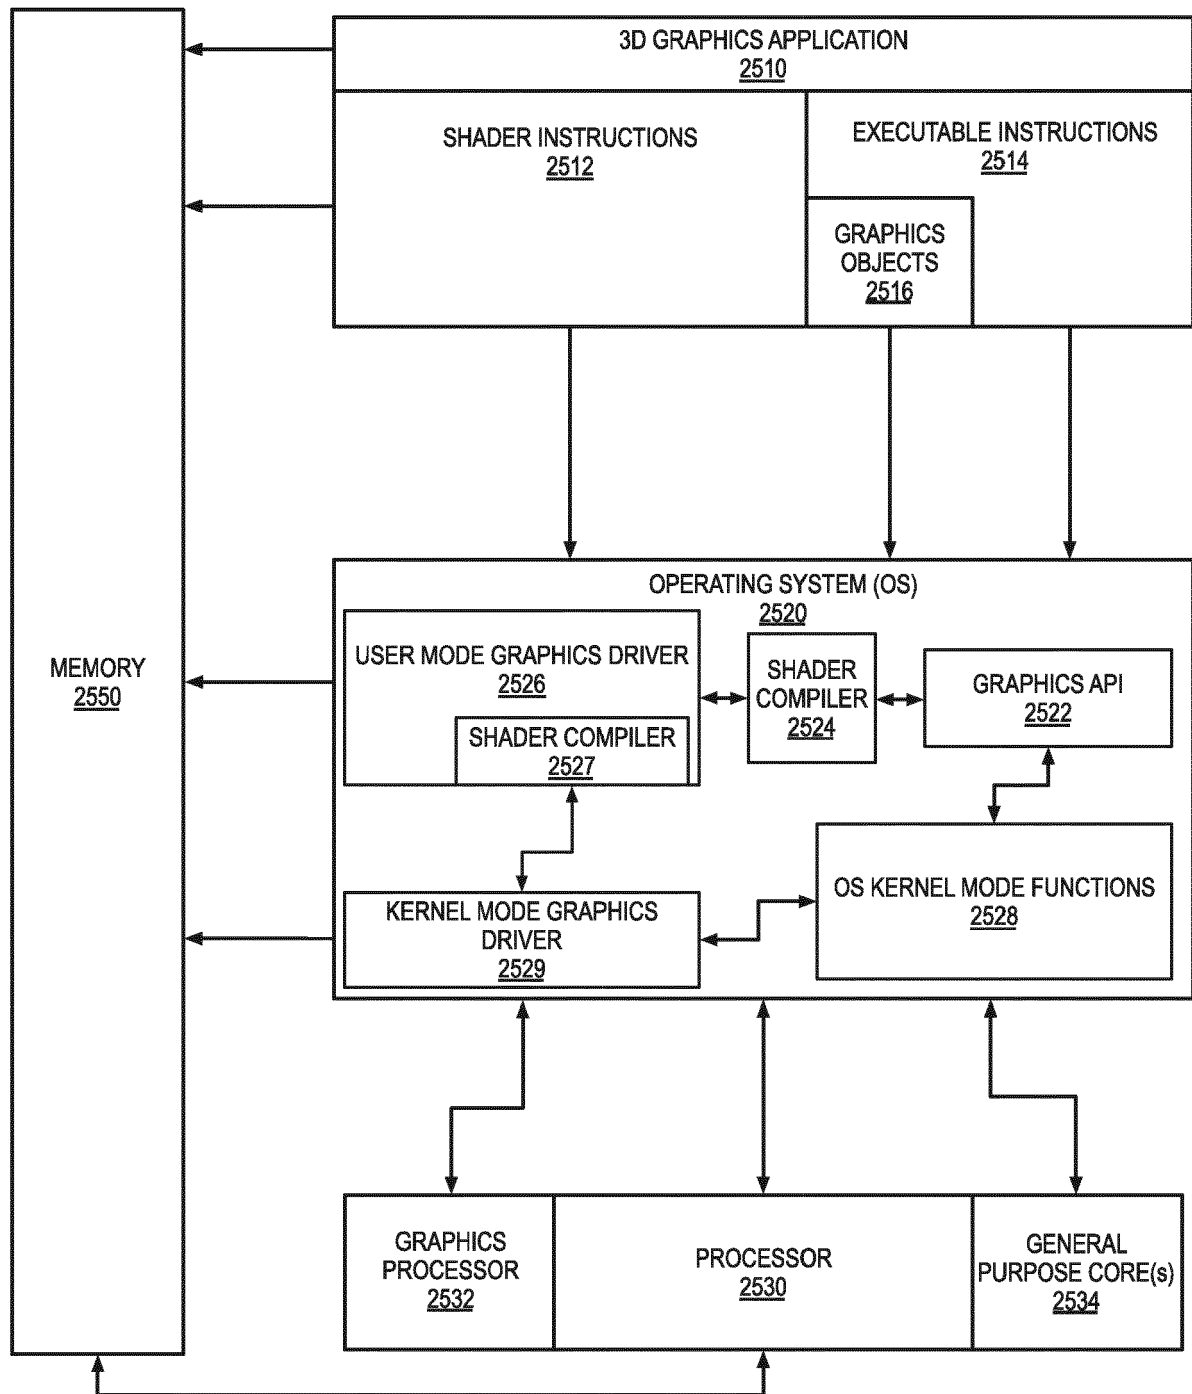 3D GRAPHICS APPLICATION
2510
SHADER INSTRUCTIONS
2512
EXECUTABLE INSTRUCTIONS
2514
GRAPHICS
OBJECTS
2516
MEMORY
2550
OPERATING SYSTEM (OS)
2520
USER MODE GRAPHICS DRIVER
2526
SHADER COMPILER
2527
SHADER
COMPILER
2524
GRAPHICS API
2522
KERNEL MODE GRAPHICS
DRIVER
2529
OS KERNEL MODE FUNCTIONS
2528
GRAPHICS
PROCESSOR
2532
PROCESSOR
2530
GENERAL
PURPOSE CORE(s)
2534